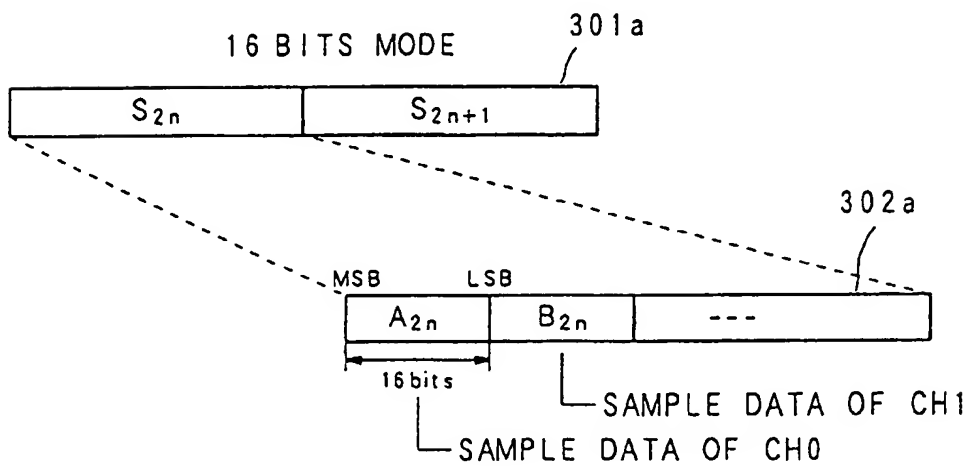 301a
16 BITS MODE
S2n S2n+1
302a
MSB LSB
A2n B2n ---
16bits
SAMPLE DATA OF CH1
SAMPLE DATA OF CH0